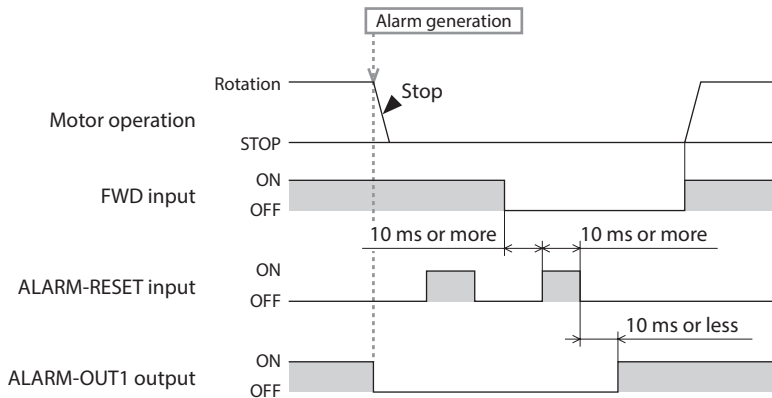 Alarm generation
Rotation
Stop
Motor operation
STOP
ON
FWD input
OFF
10 ms or more
10 ms or more
ON
ALARM-RESET input
OFF
10 ms or less
ON
ALARM-OUT1 output
OFF